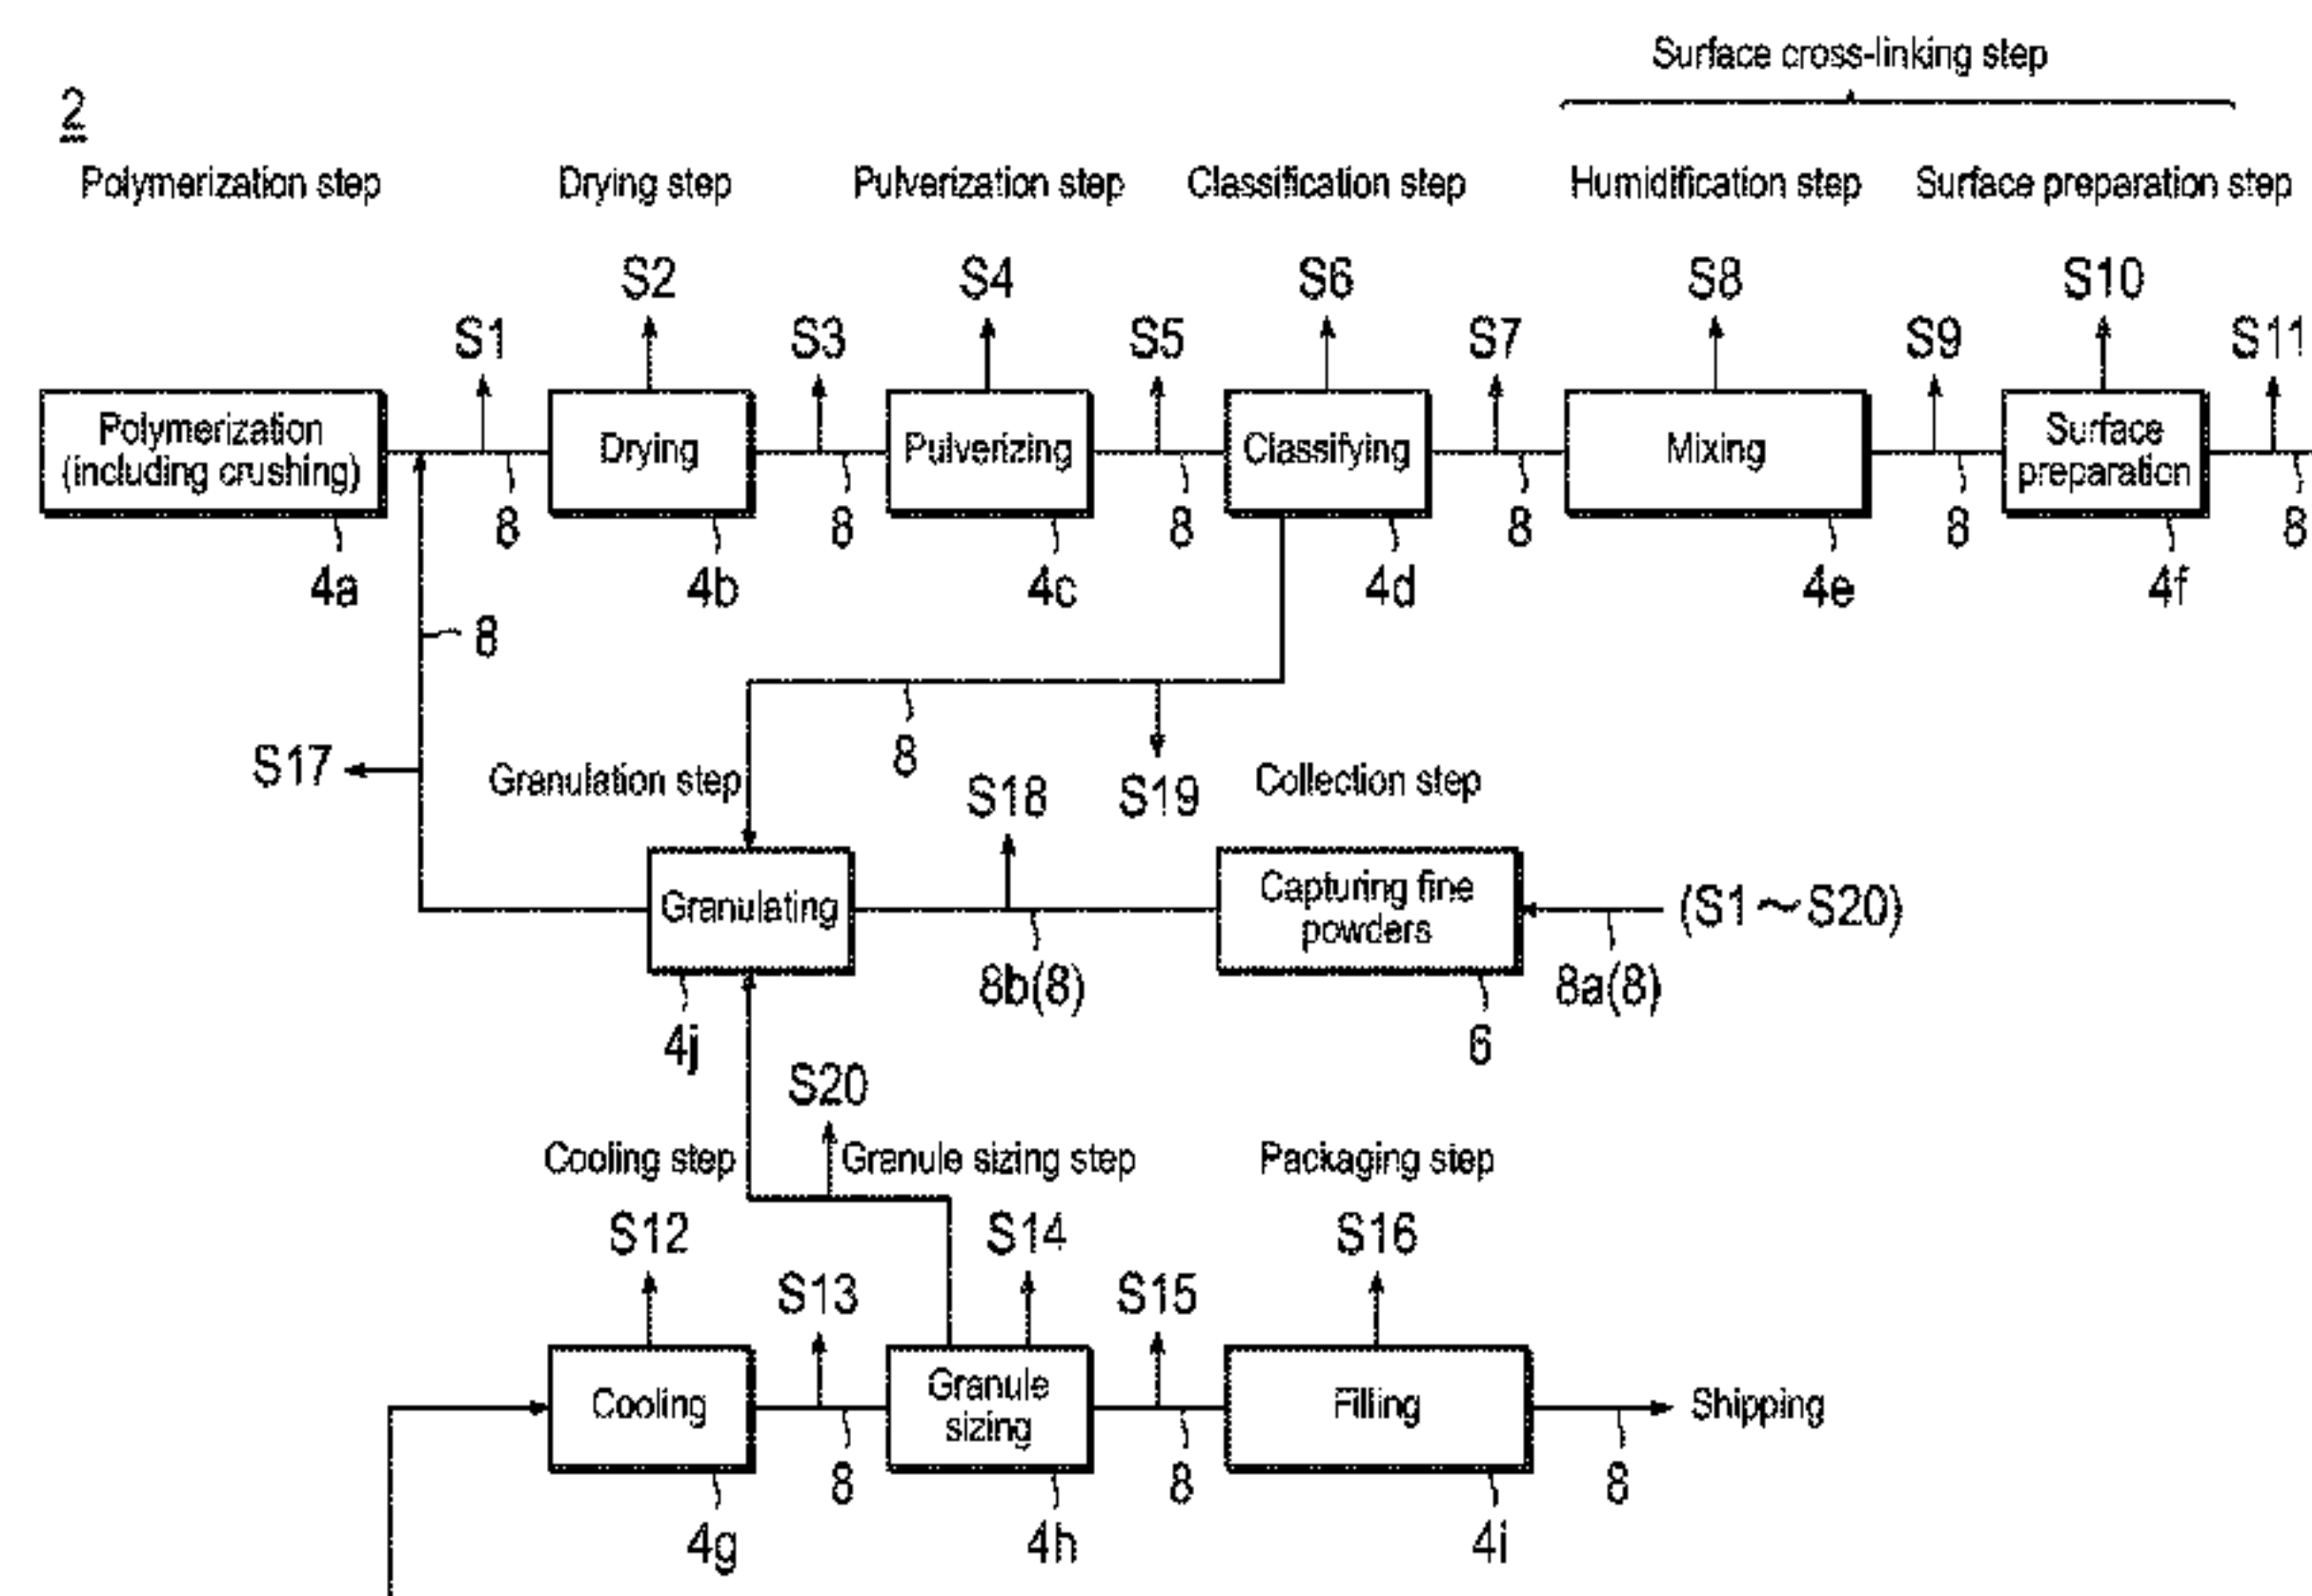 Surface cross-linking step
2
Polymerization step Drying step Pulverization step Classification step Humidification step Surface preparation step
S2 S4 S6 S8 S10
S1 S3 S5 S7 S9 S11
Polymerization
(including crushing)
Drying
Pulverizing
Classifying
Mixing
Surface
preparation
8 8 8 8 8 8
4a 4b 4c 4d 4e 4f
8
8
S17
Granulation step
S18
S19
Collection step
Granulating
Capturing fine
powders
(S1~S20)
8b(8)
8a(8)
4j
6
S20
Cooling step
Granule sizing step
Packaging step
S12 S14 S16
S13 S15
Cooling
Granule
sizing
Filling
Shipping
8 8 8
4g 4h 4i